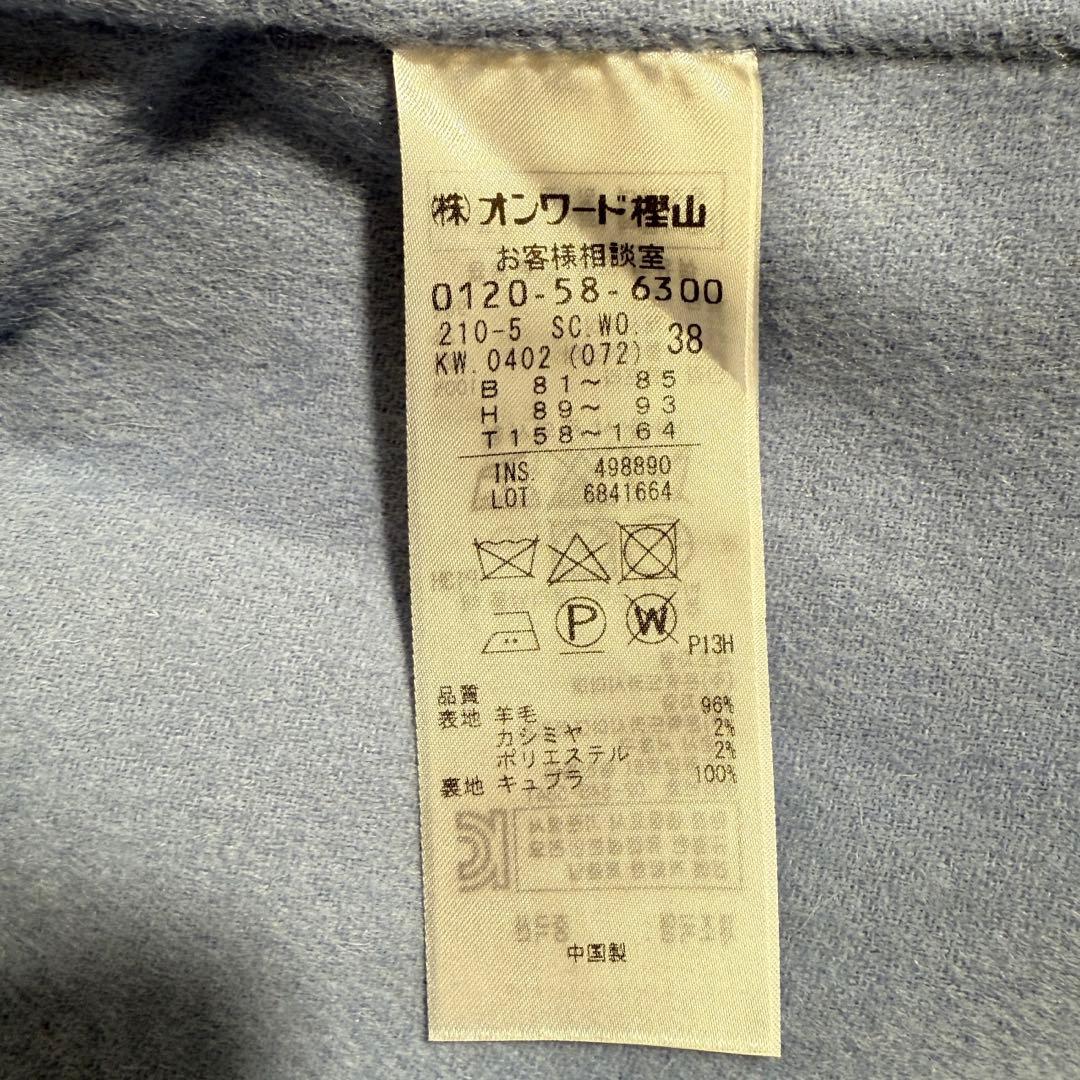 ㈱オンワード樫山
お客様相談室
0120-58-6300
210-5 SC.WO. 38
KW.0402(072)
B 81〜 85
H 89〜 93
T158〜164
INS. 498890
LOT 6841664
P W P13H
品質
表地 羊毛 96%
カシミヤ 2%
ポリエステル 2%
裏地 キュプラ 100%
中国製